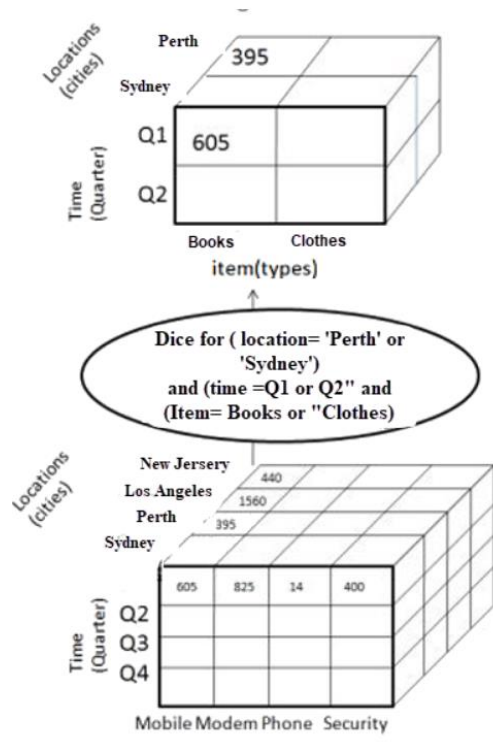 Locations
(cities)
Perth
395
Sydney
Q1
605
Q2
Time
(Quarter)
Books Clothes
item(types)
Dice for ( location= 'Perth' or
'Sydney')
and (time =Q1 or Q2" and
(Item= Books or "Clothes)
Locations
(cities)
New Jersery
440
Los Angeles
1560
Perth
395
Sydney
605 825 14 400
Q2
Q3
Q4
Time
(Quarter)
Mobile Modem Phone Security